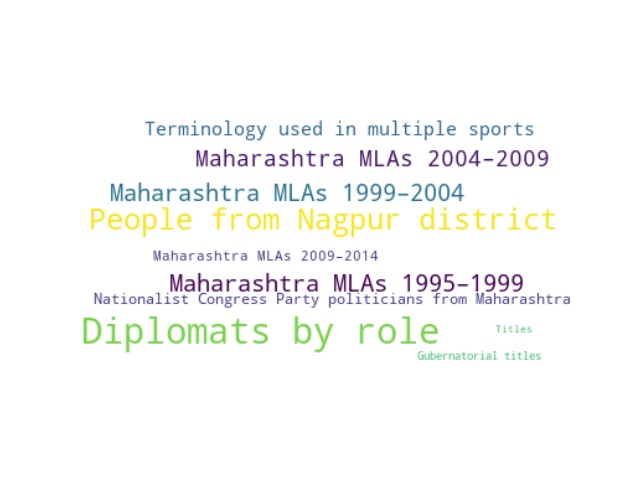 Terminology used in multiple sports
Maharashtra MLAs 2004–2009
Maharashtra MLAs 1999–2004
People from Nagpur district
Maharashtra MLAs 2009–2014
Maharashtra MLAs 1995–1999
Nationalist Congress Party politicians from Maharashtra
Diplomats by role
Titles
Gubernatorial titles